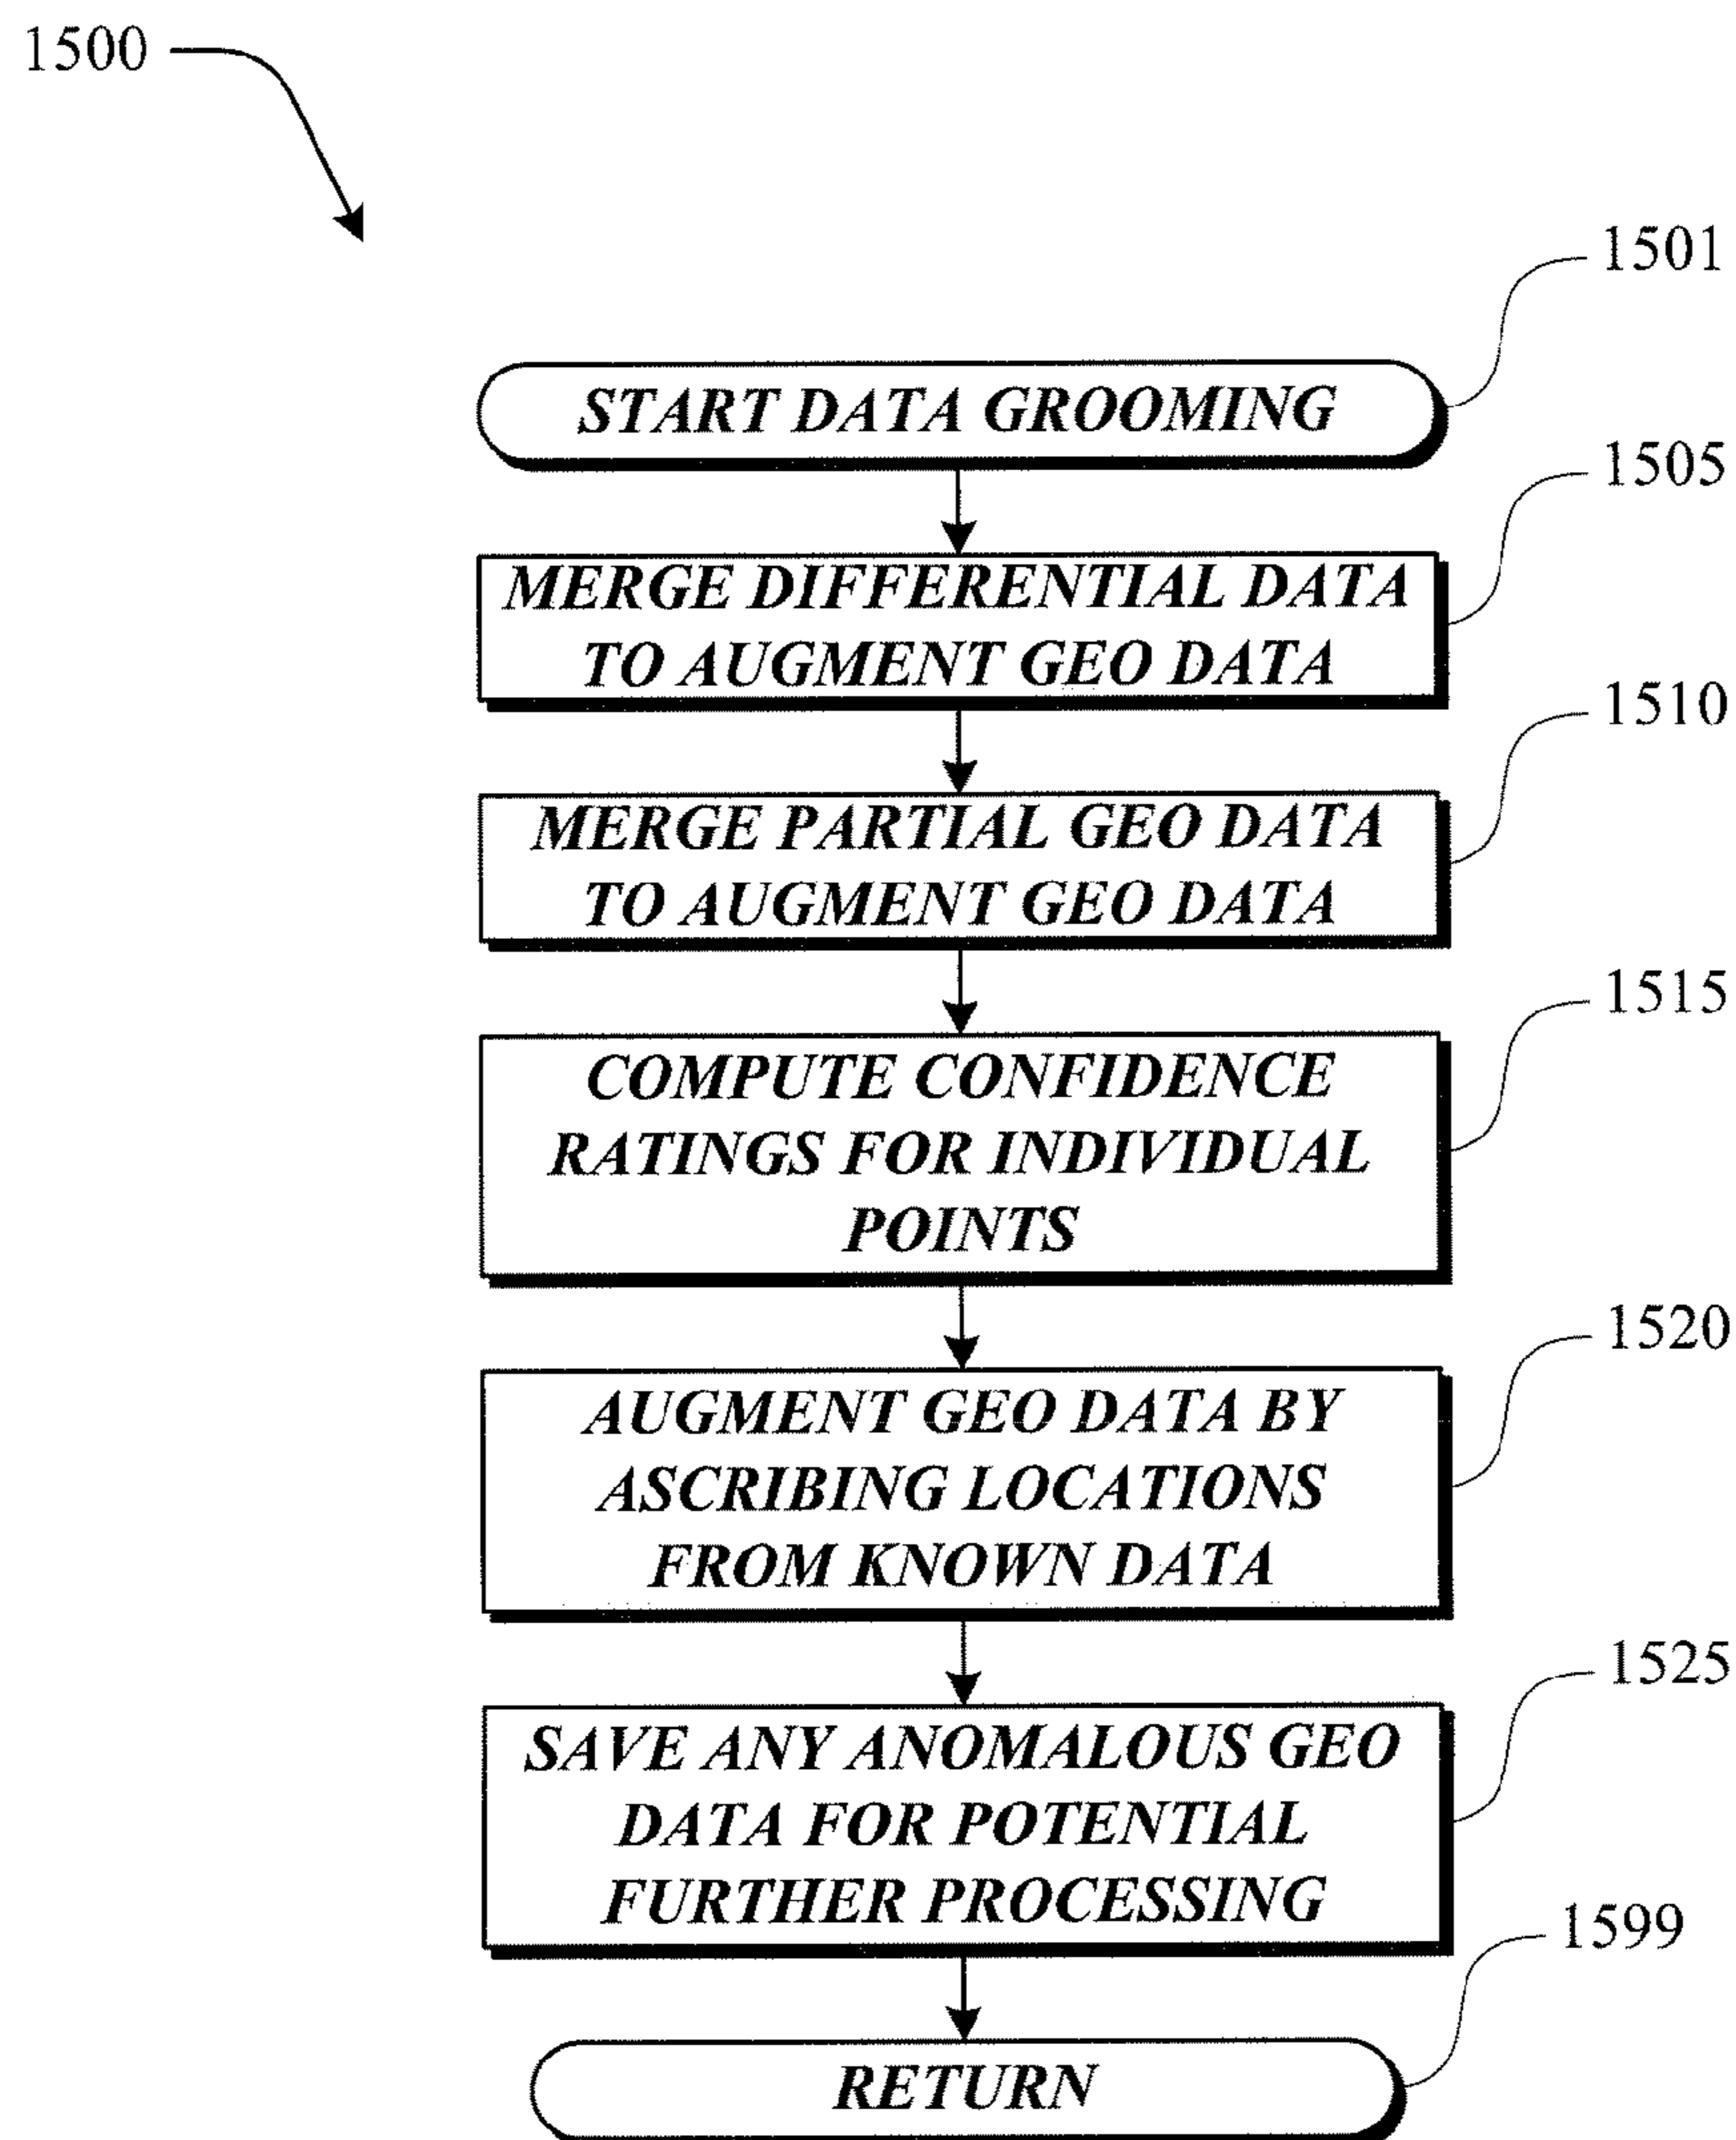 1500
1501
START DATA GROOMING
1505
MERGE DIFFERENTIAL DATA
TO AUGMENT GEO DATA
1510
MERGE PARTIAL GEO DATA
TO AUGMENT GEO DATA
1515
COMPUTE CONFIDENCE
RATINGS FOR INDIVIDUAL
POINTS
1520
AUGMENT GEO DATA BY
ASCRIBING LOCATIONS
FROM KNOWN DATA
1525
SAVE ANY ANOMALOUS GEO
DATA FOR POTENTIAL
FURTHER PROCESSING
1599
RETURN